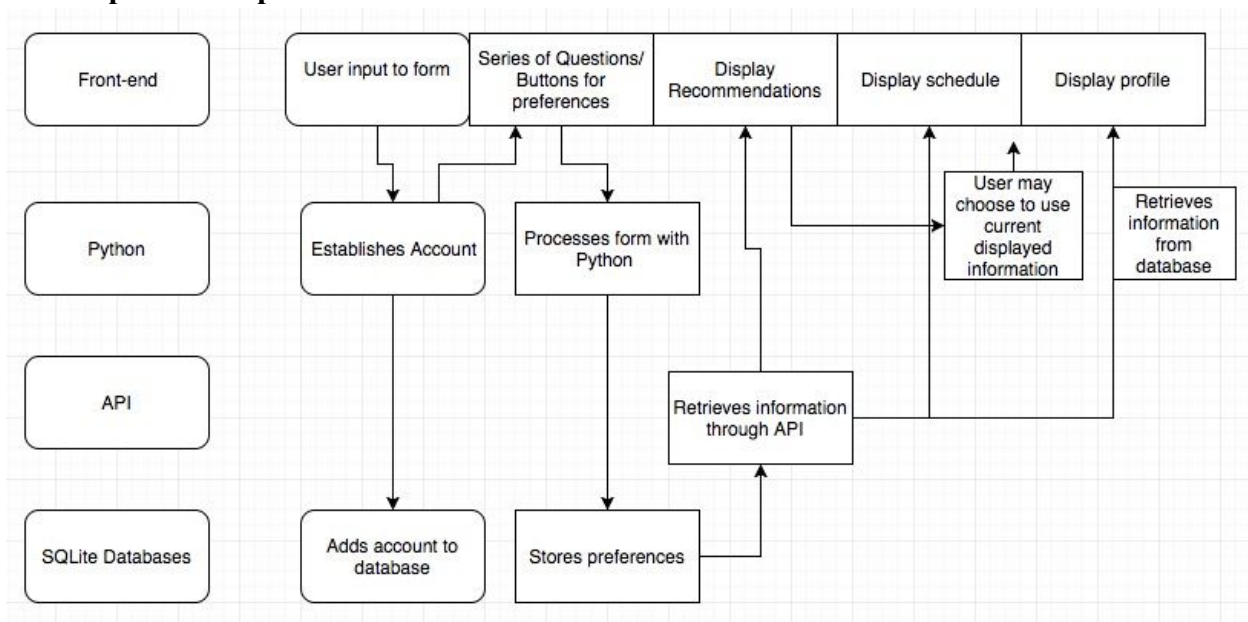 Front-end
User input to form
Series of Questions/
Buttons for
preferences
Display
Recommendations
Display schedule
Display profile
Python
Establishes Account
Processes form with
Python
User may
choose to use
current
displayed
information
Retrieves
information
from
database
API
Retrieves information
through API
SQLite Databases
Adds account to
database
Stores preferences